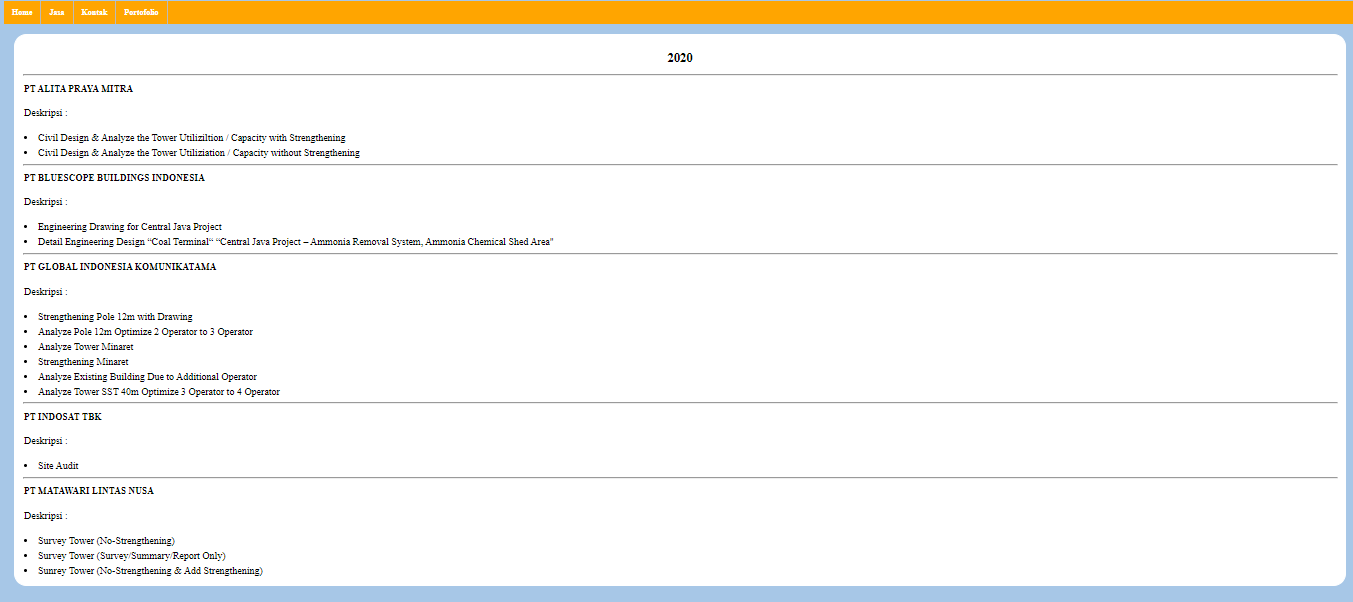 Home Jasa Kontak Portofolio
2020
PT ALITA PRAYA MITRA
Deskripsi :
• Civil Design & Analyze the Tower Utiliziltion / Capacity with Strengthening
• Civil Design & Analyze the Tower Utiliziation / Capacity without Strengthening
PT BLUESCOPE BUILDINGS INDONESIA
Deskripsi :
• Engineering Drawing for Central Java Project
• Detail Engineering Design “Coal Terminal“ “Central Java Project – Ammonia Removal System, Ammonia Chemical Shed Area”
PT GLOBAL INDONESIA KOMUNIKATAMA
Deskripsi :
• Strengthening Pole 12m with Drawing
• Analyze Pole 12m Optimize 2 Operator to 3 Operator
• Analyze Tower Minaret
• Strengthening Minaret
• Analyze Existing Building Due to Additional Operator
• Analyze Tower SST 40m Optimize 3 Operator to 4 Operator
PT INDOSAT TBK
Deskripsi :
• Site Audit
PT MATAWARI LINTAS NUSA
Deskripsi :
• Survey Tower (No-Strengthening)
• Survey Tower (Survey/Summary/Report Only)
• Sunrey Tower (No-Strengthening & Add Strengthening)